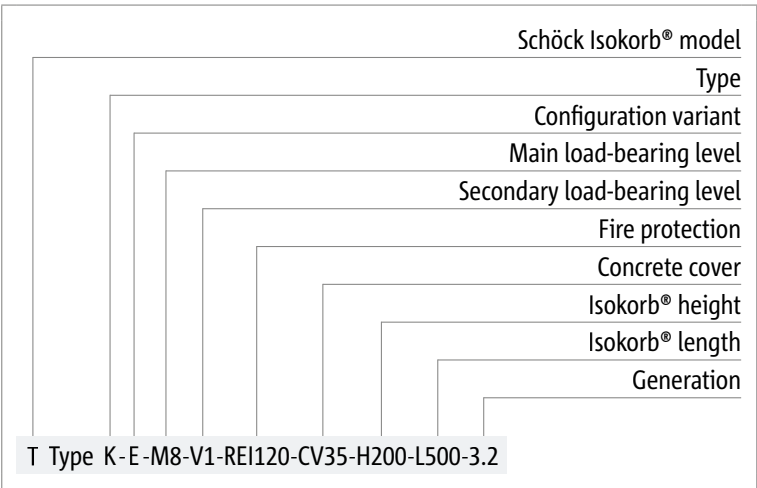 Schöck Isokorb® model
Type
Configuration variant
Main load-bearing level
Secondary load-bearing level
Fire protection
Concrete cover
Isokorb® height
Isokorb® length
Generation
T Type K-E-M8-V1-REI120-CV35-H200-L500-3.2